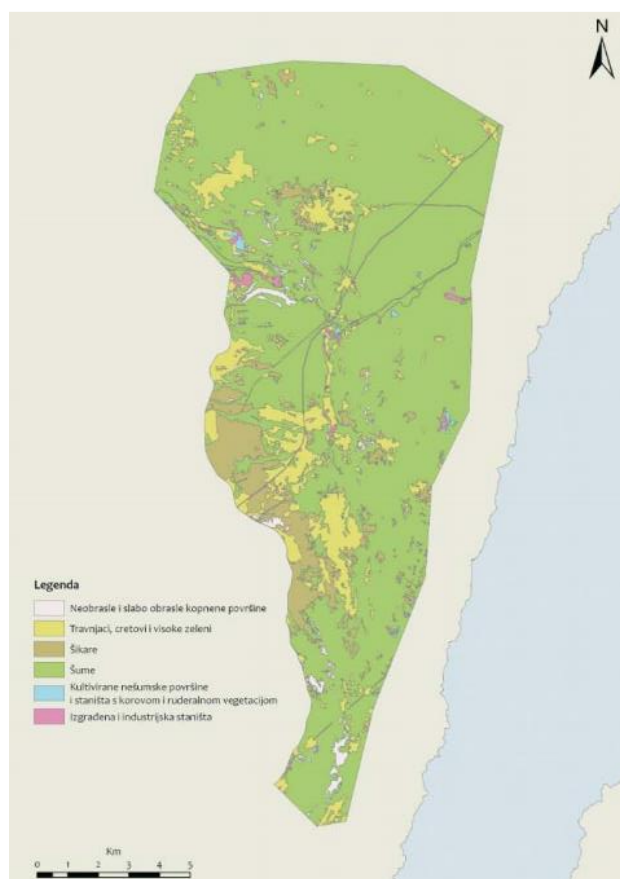 N
Legenda
Neobrasle i slabo obrasle kopnene površine
Travnjaci, cretovi i visoke zeleni
Šikare
Šume
Kultivirane nešumske površine
i staništa s korovom i ruderalnom vegetacijom
Izgrađena i industrijska staništa
Km
0 1 2 3 4 5